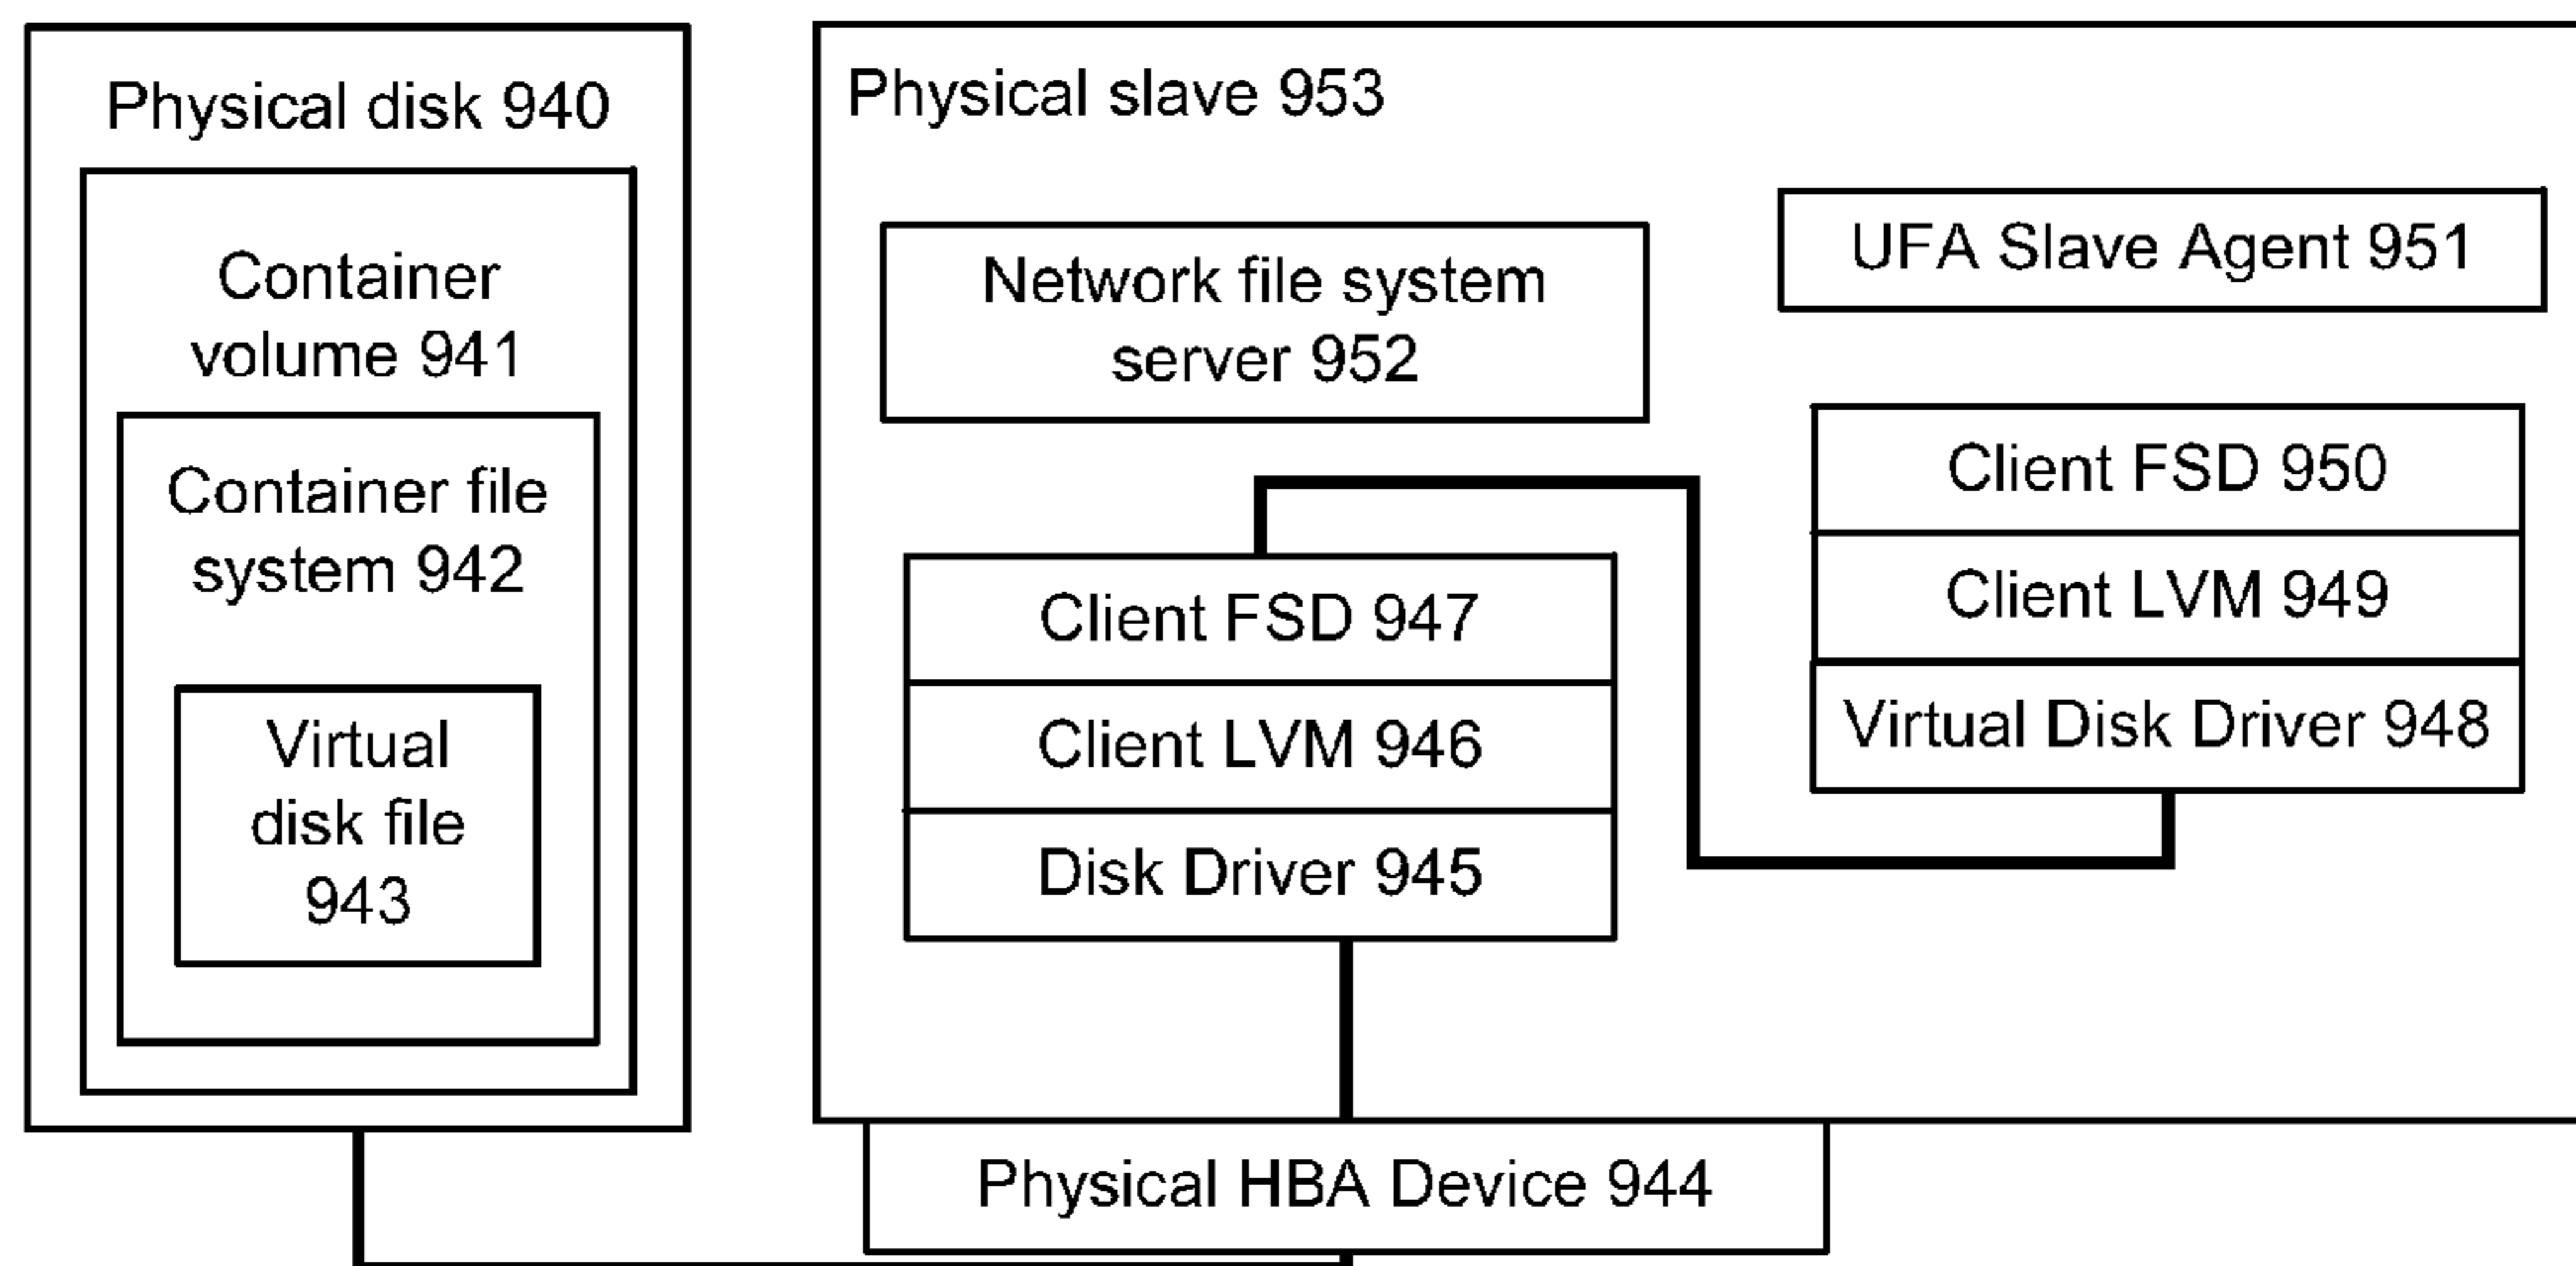 Physical disk 940
Container
volume 941
Container file
system 942
Virtual
disk file
943
Physical slave 953
Network file system
server 952
UFA Slave Agent 951
Client FSD 947
Client LVM 946
Disk Driver 945
Client FSD 950
Client LVM 949
Virtual Disk Driver 948
Physical HBA Device 944